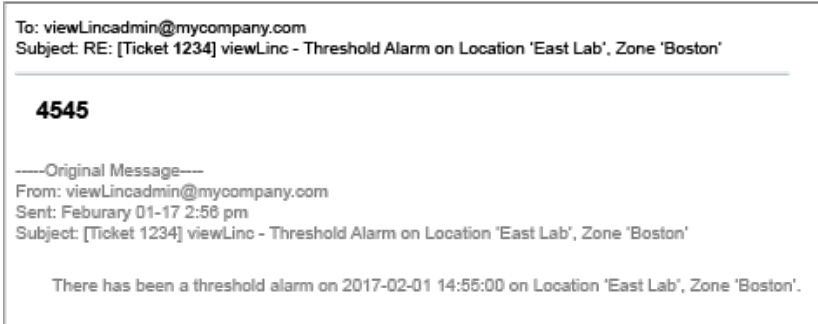 To: viewLincadmin@mycompany.com
Subject: RE: [Ticket 1234] viewLinc - Threshold Alarm on Location 'East Lab', Zone 'Boston'
4545
-----Original Message----
From: viewLincadmin@mycompany.com
Sent: Feburary 01-17 2:56 pm
Subject: [Ticket 1234] viewLinc - Threshold Alarm on Location 'East Lab', Zone 'Boston'
There has been a threshold alarm on 2017-02-01 14:55:00 on Location 'East Lab', Zone 'Boston'.